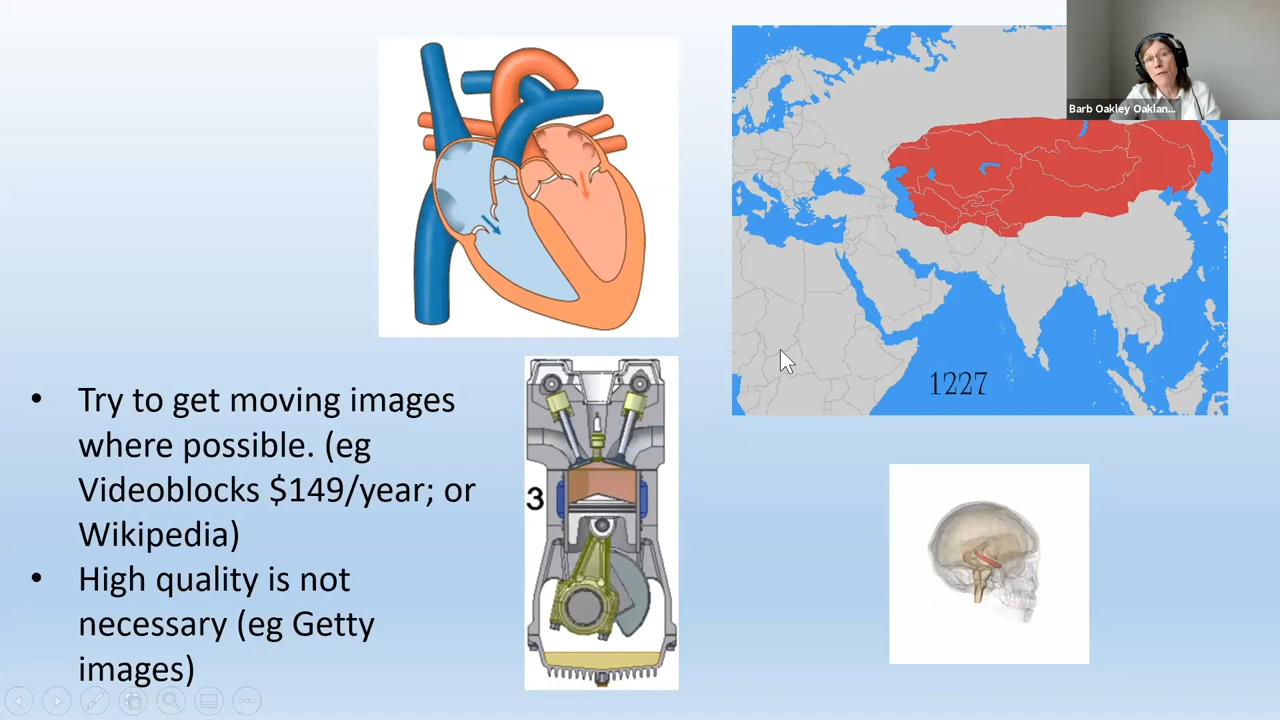 Barb Oakley Oaklan...
1227
• Try to get moving images
where possible. (eg
Videoblocks $149/year; or
Wikipedia)
• High quality is not
necessary (eg Getty
images)
3